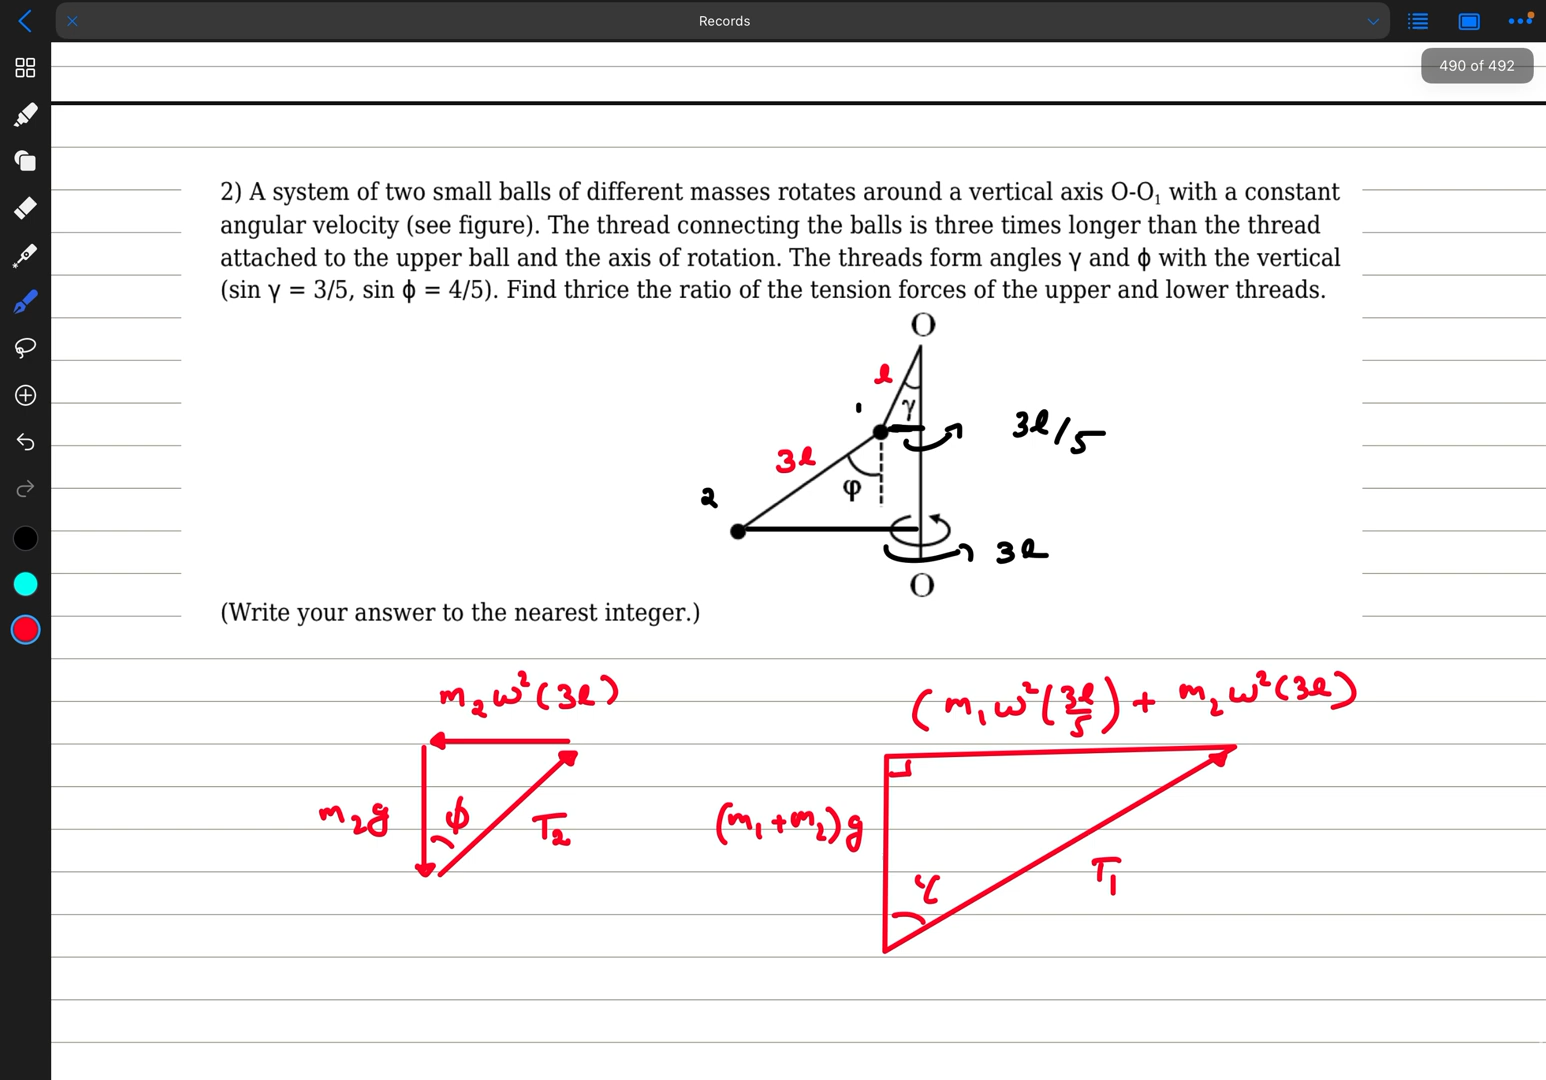 Records
490 of 492
2) A system of two small balls of different masses rotates around a vertical axis O-O₁ with a constant
angular velocity (see figure). The thread connecting the balls is three times longer than the thread
attached to the upper ball and the axis of rotation. The threads form angles γ and ϕ with the vertical
(sin γ = 3/5, sin ϕ = 4/5). Find thrice the ratio of the tension forces of the upper and lower threads.
O
l
1
γ
3l/5
3l
φ
2
3l
O
(Write your answer to the nearest integer.)
m₂ω²(3l)
(m₁ω²(3l/5) + m₂ω²(3l)
m₂g
ϕ
T₂
(m₁+m₂)g
γ
T₁